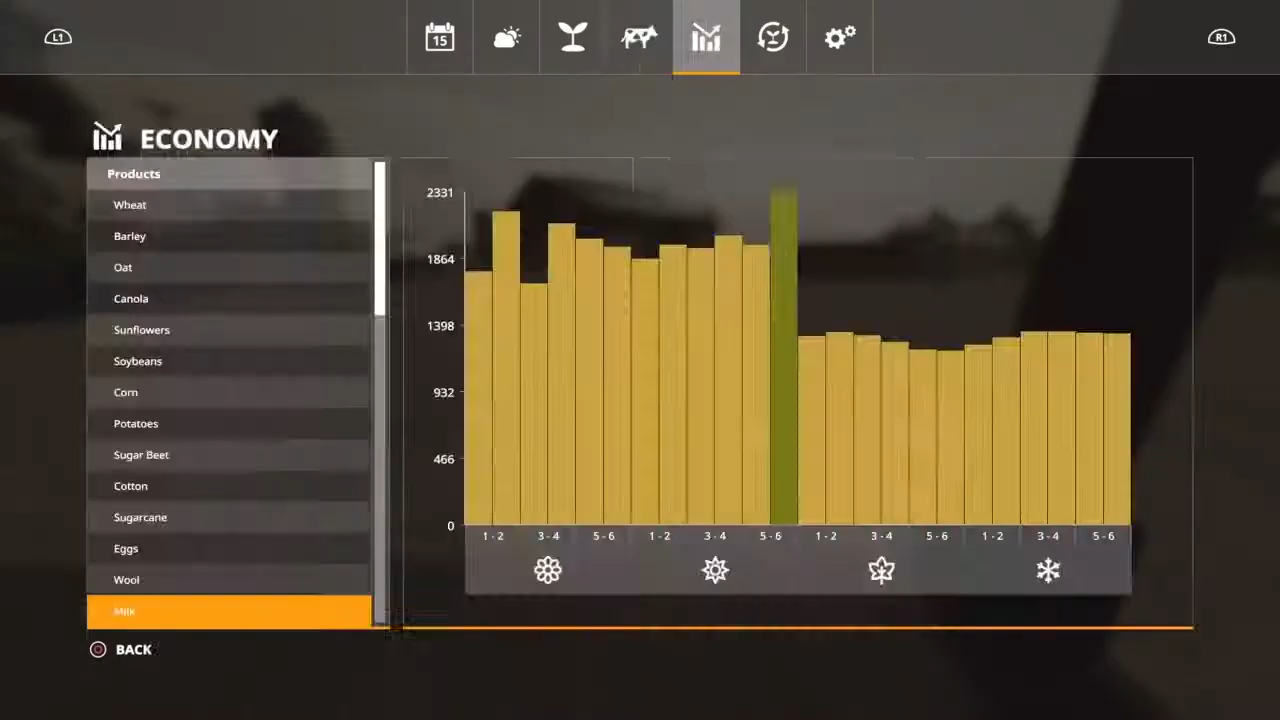 L1
15
R1
ECONOMY
Products
Wheat
Barley
Oat
Canola
Sunflowers
Soybeans
Corn
Potatoes
Sugar Beet
Cotton
Sugarcane
Eggs
Wool
Milk
2331
1864
1398
932
466
0
1 - 2 3 - 4 5 - 6 1 - 2 3 - 4 5 - 6 1 - 2 3 - 4 5 - 6 1 - 2 3 - 4 5 - 6
BACK